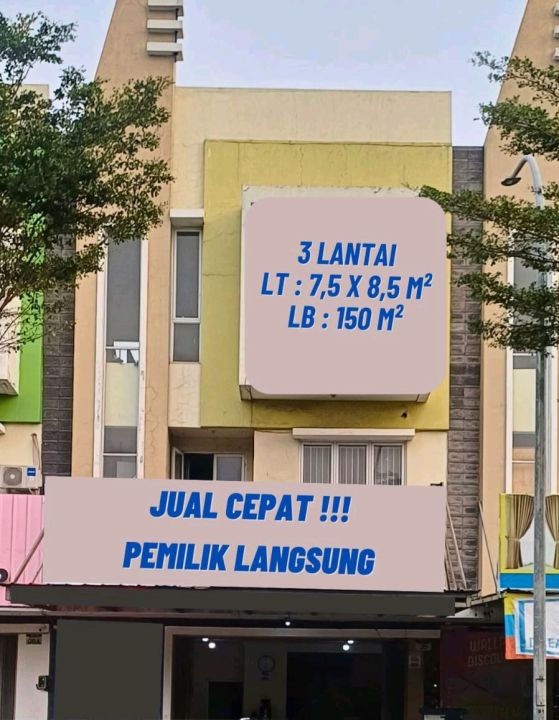 3 LANTAI
LT : 7,5 X 8,5 M²
LB : 150 M²
JUAL CEPAT !!!
PEMILIK LANGSUNG